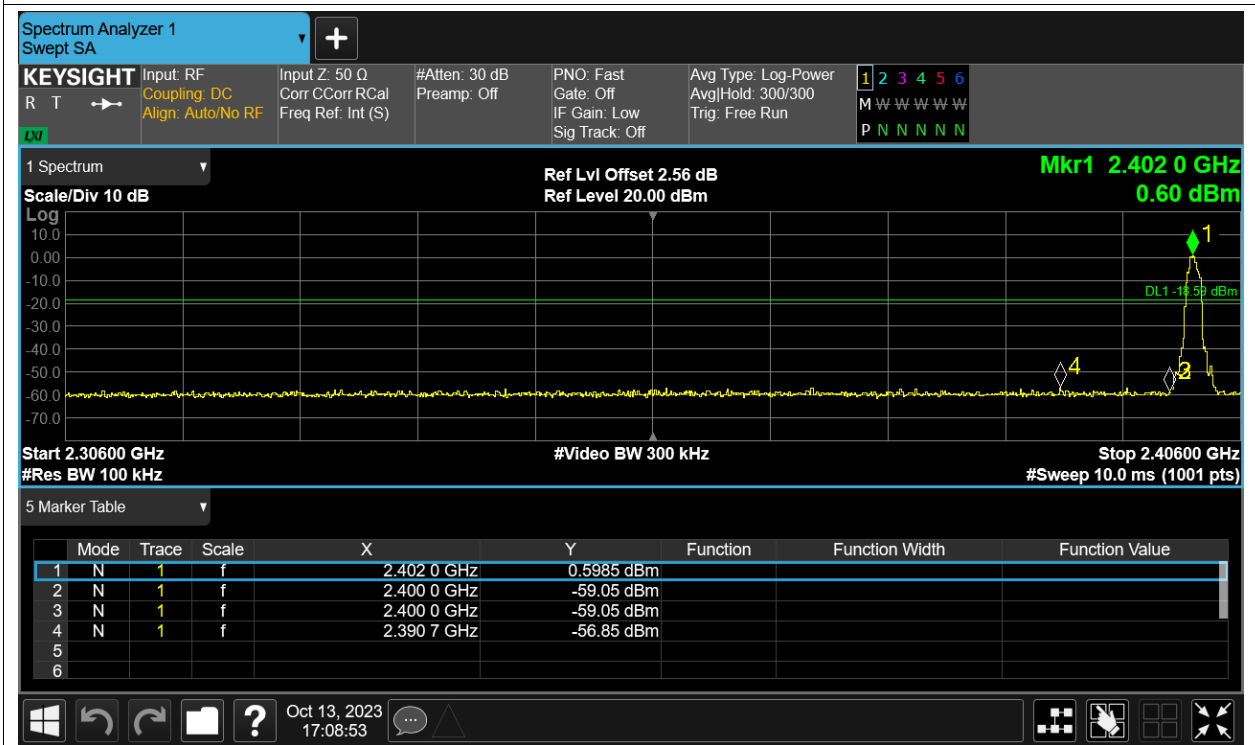 Spectrum Analyzer 1
Swept SA
+
KEYSIGHT
R T
LXI
Input: RF
Coupling: DC
Align: Auto/No RF
Input Z: 50 Ω
Corr CCorr RCal
Freq Ref: Int (S)
#Atten: 30 dB
Preamp: Off
PNO: Fast
Gate: Off
IF Gain: Low
Sig Track: Off
Avg Type: Log-Power
Avg|Hold: 300/300
Trig: Free Run
1 2 3 4 5 6
M W W W W W
P N N N N N
1 Spectrum
Scale/Div 10 dB
Ref Lvl Offset 2.56 dB
Ref Level 20.00 dBm
Mkr1 2.402 0 GHz
0.60 dBm
Log
10.0
0.00
-10.0
-20.0
-30.0
-40.0
-50.0
-60.0
-70.0
1
DL1 -18.59 dBm
4
Start 2.30600 GHz
#Video BW 300 kHz
Stop 2.40600 GHz
#Res BW 100 kHz
#Sweep 10.0 ms (1001 pts)
5 Marker Table
Mode Trace Scale X Y Function Function Width Function Value
1 N 1 f 2.402 0 GHz 0.5985 dBm
2 N 1 f 2.400 0 GHz -59.05 dBm
3 N 1 f 2.400 0 GHz -59.05 dBm
4 N 1 f 2.390 7 GHz -56.85 dBm
5
6
?
Oct 13, 2023
17:08:53